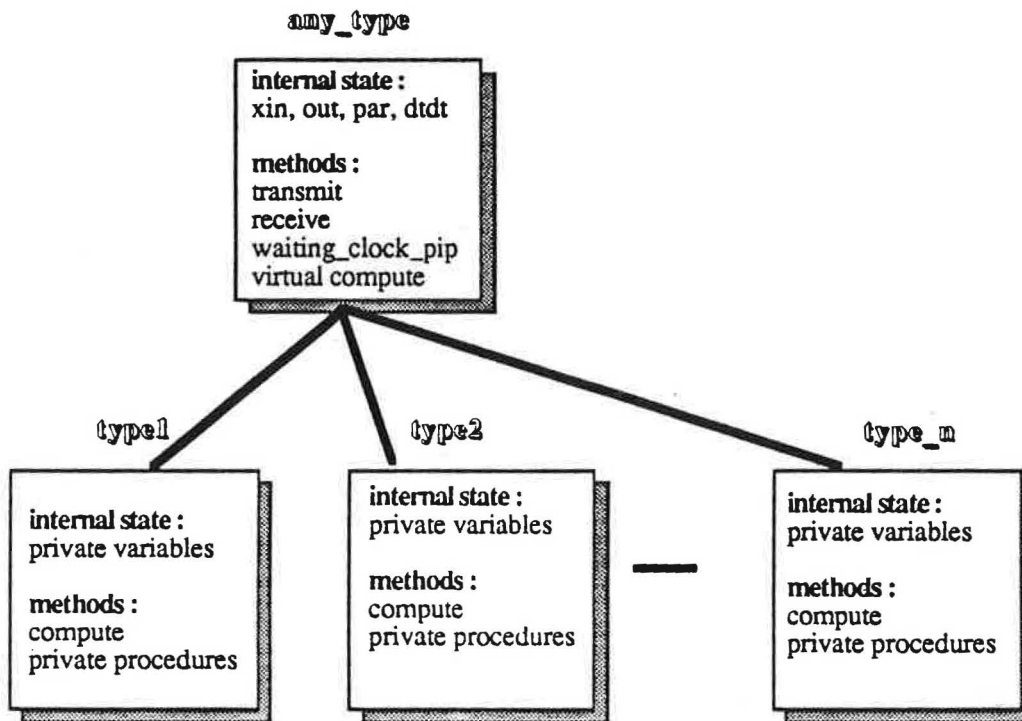 any_type
internal state :
xin, out, par, dtdt
methods :
transmit
receive
waiting_clock_pip
virtual compute
type1
internal state :
private variables
methods :
compute
private procedures
type2
internal state :
private variables
methods :
compute
private procedures
type_n
internal state :
private variables
methods :
compute
private procedures